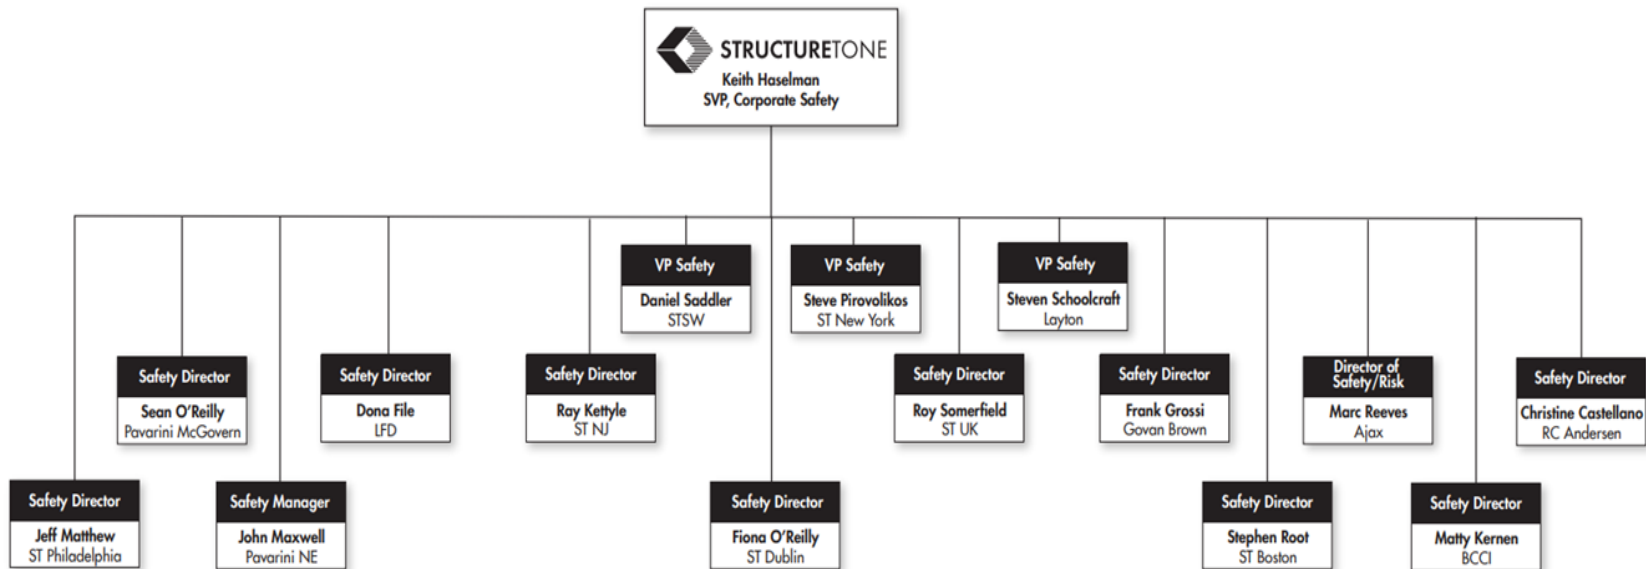 STRUCTURETONE
Keith Haselman
SVP, Corporate Safety
VP Safety
Daniel Saddler
STSW
VP Safety
Steve Pirovolikos
ST New York
VP Safety
Steven Schoolcraft
Layton
Safety Director
Sean O'Reilly
Pavarini McGovern
Safety Director
Dona File
LFD
Safety Director
Ray Kettyle
ST NJ
Safety Director
Roy Somerfield
ST UK
Safety Director
Frank Grossi
Govan Brown
Director of
Safety/Risk
Marc Reeves
Ajax
Safety Director
Christine Castellano
RC Andersen
Safety Director
Jeff Matthew
ST Philadelphia
Safety Manager
John Maxwell
Pavarini NE
Safety Director
Fiona O'Reilly
ST Dublin
Safety Director
Stephen Root
ST Boston
Safety Director
Matty Kernen
BCCI